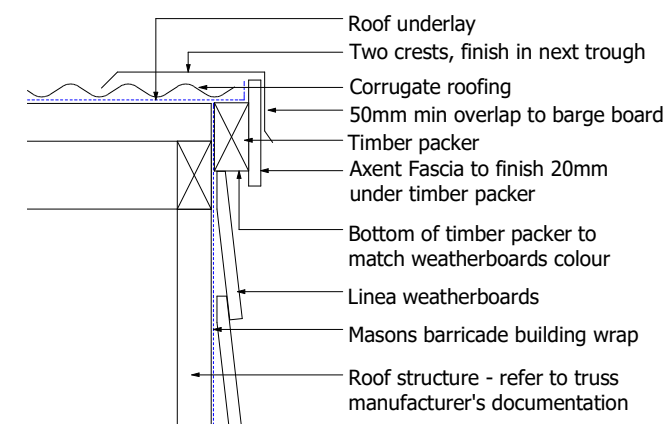 Roof underlay
Two crests, finish in next trough
Corrugate roofing
50mm min overlap to barge board
Timber packer
Axent Fascia to finish 20mm
under timber packer
Bottom of timber packer to
match weatherboards colour
Linea weatherboards
Masons barricade building wrap
Roof structure - refer to truss
manufacturer's documentation